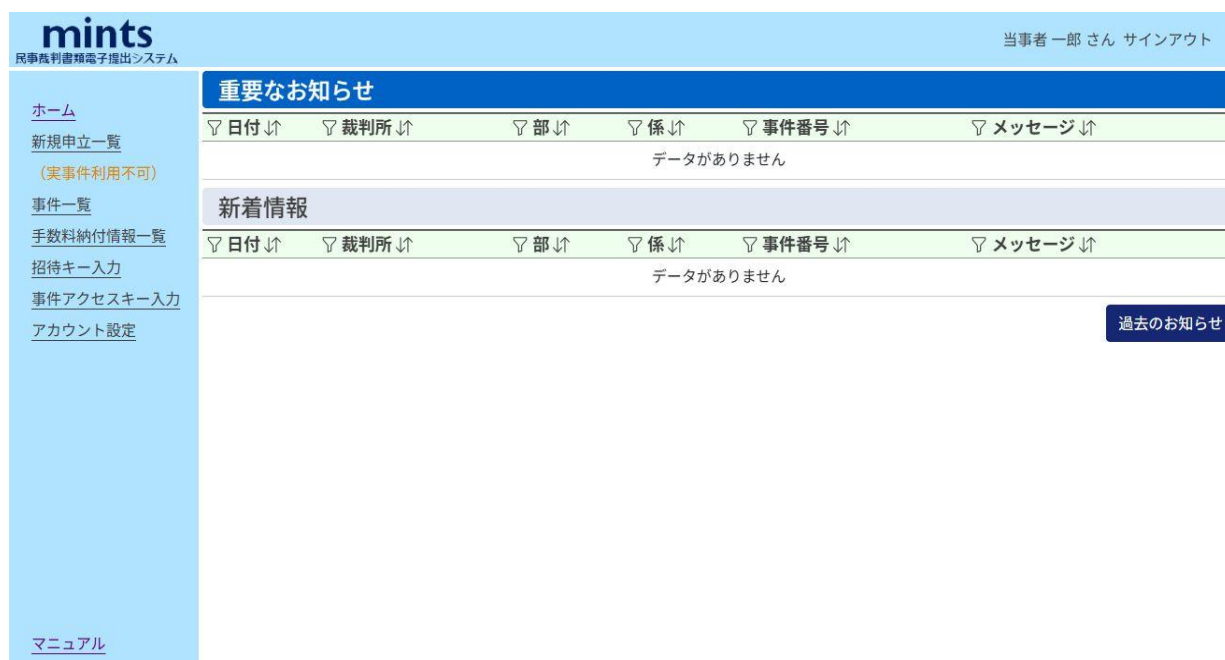 mints
民事裁判書類電子提出システム
当事者 一郎 さん サインアウト
ホーム
新規申立一覧
（実事件利用不可）
事件一覧
手数料納付情報一覧
招待キー入力
事件アクセスキー入力
アカウント設定
マニュアル
重要なお知らせ
日付 裁判所 部 係 事件番号 メッセージ
データがありません
新着情報
日付 裁判所 部 係 事件番号 メッセージ
データがありません
過去のお知らせ